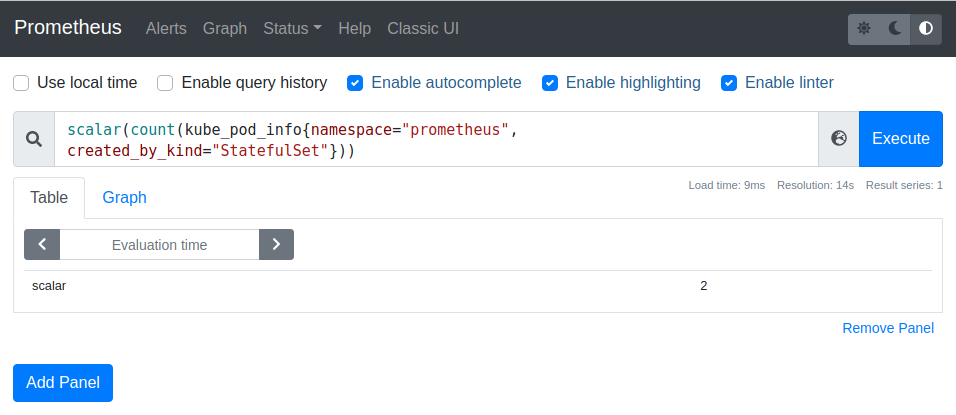 Prometheus Alerts Graph Status Help Classic UI
Use local time Enable query history Enable autocomplete Enable highlighting Enable linter
scalar(count(kube_pod_info{namespace="prometheus",
created_by_kind="StatefulSet"}))
Execute
Table Graph
Load time: 9ms Resolution: 14s Result series: 1
Evaluation time
scalar 2
Remove Panel
Add Panel